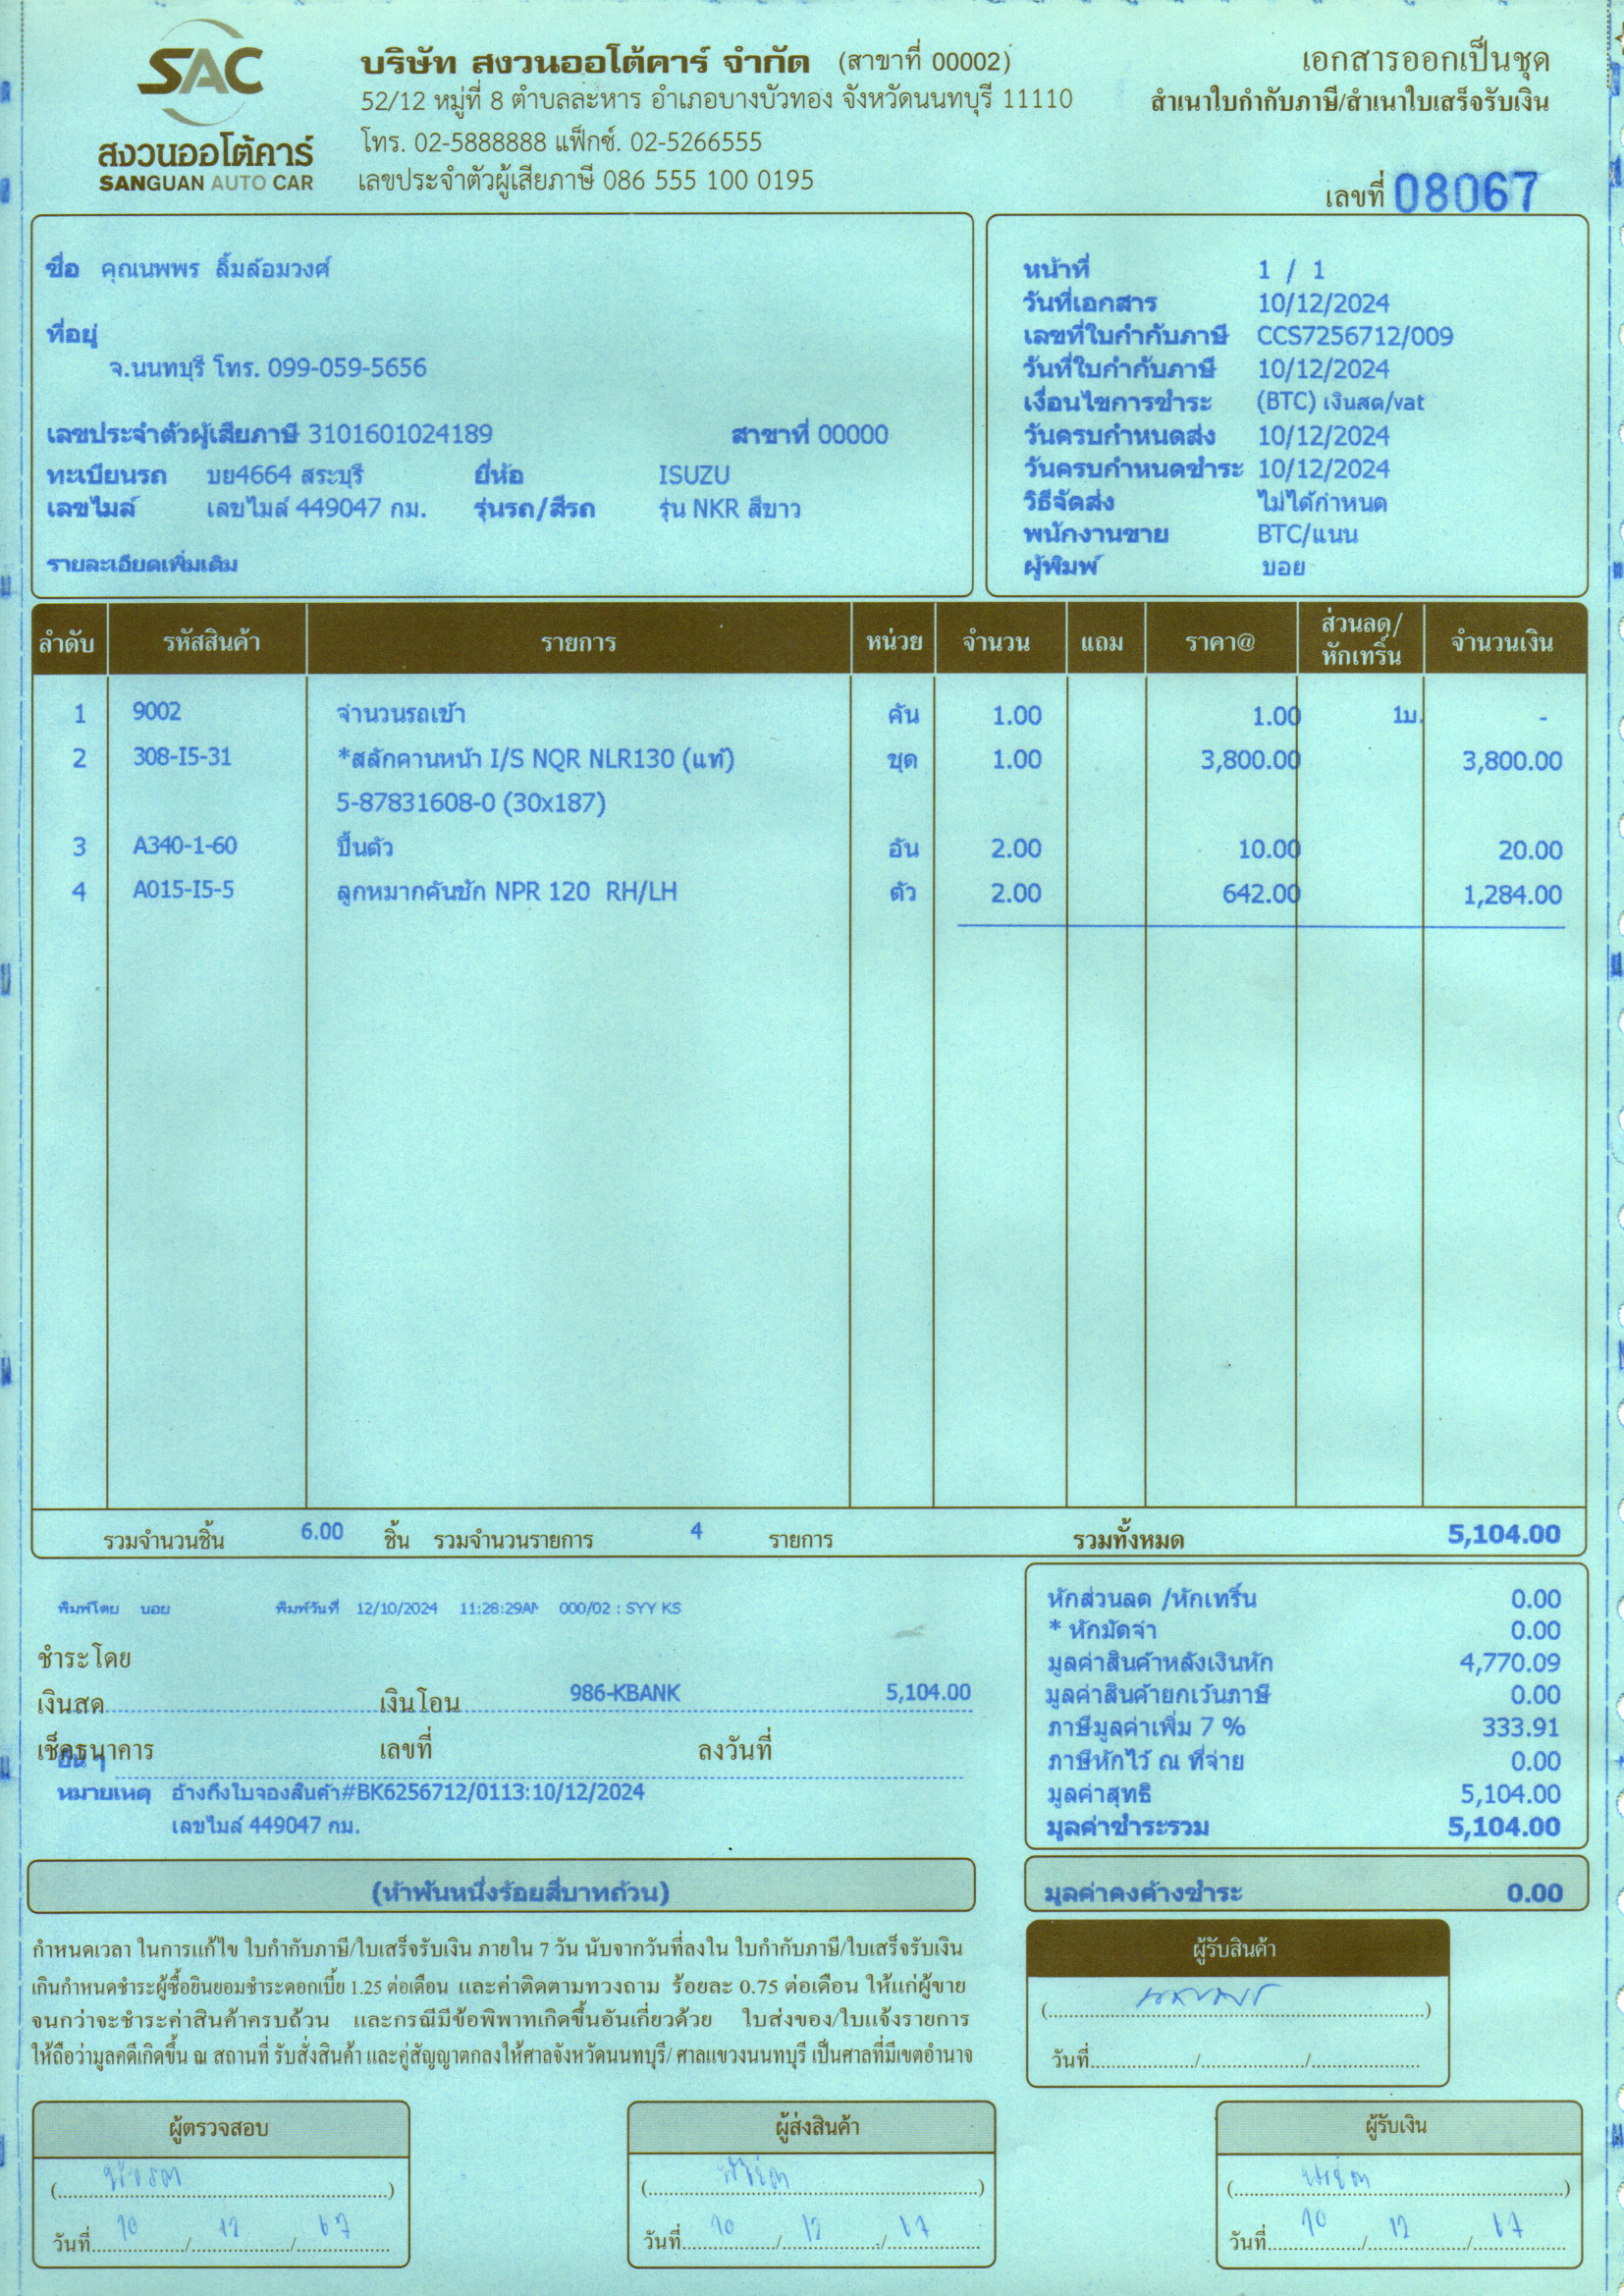 SAC
สงวนออโต้คาร์
SANGUAN AUTO CAR
บริษัท สงวนออโต้คาร์ จำกัด (สาขาที่ 00002)
52/12 หมู่ที่ 8 ตำบลละหาร อำเภอบางบัวทอง จังหวัดนนทบุรี 11110
โทร. 02-5888888 แฟ็กซ์. 02-5266555
เลขประจำตัวผู้เสียภาษี 086 555 100 0195
เอกสารออกเป็นชุด
สำเนาใบกำกับภาษี/สำเนาใบเสร็จรับเงิน
เลขที่ 08067
ชื่อ คุณนพพร ลิ้มล้อมวงศ์
ที่อยู่
จ.นนทบุรี โทร. 099-059-5656
เลขประจำตัวผู้เสียภาษี 3101601024189 สาขาที่ 00000
ทะเบียนรถ บย4664 สระบุรี ยี่ห้อ ISUZU
เลขไมล์ เลขไมล์ 449047 กม. รุ่นรถ/สีรถ รุ่น NKR สีขาว
รายละเอียดเพิ่มเติม
หน้าที่ 1 / 1
วันที่เอกสาร 10/12/2024
เลขที่ใบกำกับภาษี CCS7256712/009
วันที่ใบกำกับภาษี 10/12/2024
เงื่อนไขการชำระ (BTC) เงินสด/vat
วันครบกำหนดส่ง 10/12/2024
วันครบกำหนดชำระ 10/12/2024
วิธีจัดส่ง ไม่ได้กำหนด
พนักงานขาย BTC/แนน
ผู้พิมพ์ บอย
ลำดับ รหัสสินค้า รายการ หน่วย จำนวน แถม ราคา@ ส่วนลด/หักเทริ์น จำนวนเงิน
1 9002 จำนวนรถเข้า คัน 1.00 1.00 1บ. -
2 308-I5-31 *สลักคานหน้า I/S NQR NLR130 (แท้) ชุด 1.00 3,800.00 3,800.00
5-87831608-0 (30x187)
3 A340-1-60 ปิ้นตัว อัน 2.00 10.00 20.00
4 A015-I5-5 ลูกหมากคันชัก NPR 120 RH/LH ตัว 2.00 642.00 1,284.00
รวมจำนวนชิ้น 6.00 ชิ้น รวมจำนวนรายการ 4 รายการ รวมทั้งหมด 5,104.00
พิมพ์โดย บอย พิมพ์วันที่ 12/10/2024 11:28:29AM 000/02 : SYY KS
ชำระโดย
เงินสด เงินโอน 986-KBANK 5,104.00
เช็คธนาคาร เลขที่ ลงวันที่
อื่น ๆ
หมายเหตุ อ้างถึงใบจองสินค้า#BK6256712/0113:10/12/2024
เลขไมล์ 449047 กม.
หักส่วนลด /หักเทริ์น 0.00
* หักมัดจำ 0.00
มูลค่าสินค้าหลังเงินหัก 4,770.09
มูลค่าสินค้ายกเว้นภาษี 0.00
ภาษีมูลค่าเพิ่ม 7 % 333.91
ภาษีหักไว้ ณ ที่จ่าย 0.00
มูลค่าสุทธิ 5,104.00
มูลค่าชำระรวม 5,104.00
(ห้าพันหนึ่งร้อยสี่บาทถ้วน)
มูลค่าคงค้างชำระ 0.00
กำหนดเวลา ในการแก้ไข ใบกำกับภาษี/ใบเสร็จรับเงิน ภายใน 7 วัน นับจากวันที่ลงใน ใบกำกับภาษี/ใบเสร็จรับเงิน
เกินกำหนดชำระผู้ซื้อยินยอมชำระดอกเบี้ย 1.25 ต่อเดือน และค่าติดตามทวงถาม ร้อยละ 0.75 ต่อเดือน ให้แก่ผู้ขาย
จนกว่าจะชำระค่าสินค้าครบถ้วน และกรณีมีข้อพิพาทเกิดขึ้นอันเกี่ยวด้วย ใบส่งของ/ใบแจ้งรายการ
ให้ถือว่ามูลคดีเกิดขึ้น ณ สถานที่ รับสั่งสินค้า และคู่สัญญาตกลงให้ศาลจังหวัดนนทบุรี/ ศาลแขวงนนทบุรี เป็นศาลที่มีเขตอำนาจ
ผู้รับสินค้า
วันที่
ผู้ตรวจสอบ
วันที่ 10 / 12 / 67
ผู้ส่งสินค้า
วันที่ 10 / 12 / 67
ผู้รับเงิน
วันที่ 10 / 12 / 67